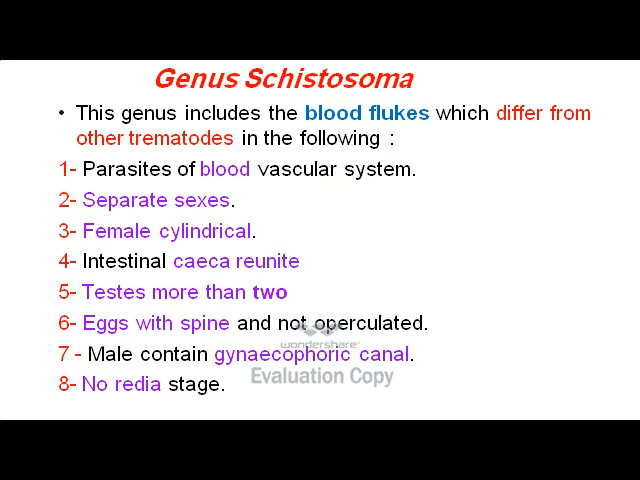 Genus Schistosoma
• This genus includes the blood flukes which differ from
other trematodes in the following :
1- Parasites of blood vascular system.
2- Separate sexes.
3- Female cylindrical.
4- Intestinal caeca reunite
5- Testes more than two
6- Eggs with spine and not operculated.
wondershare
7 - Male contain gynaecophoric canal.
Evaluation Copy
8- No redia stage.